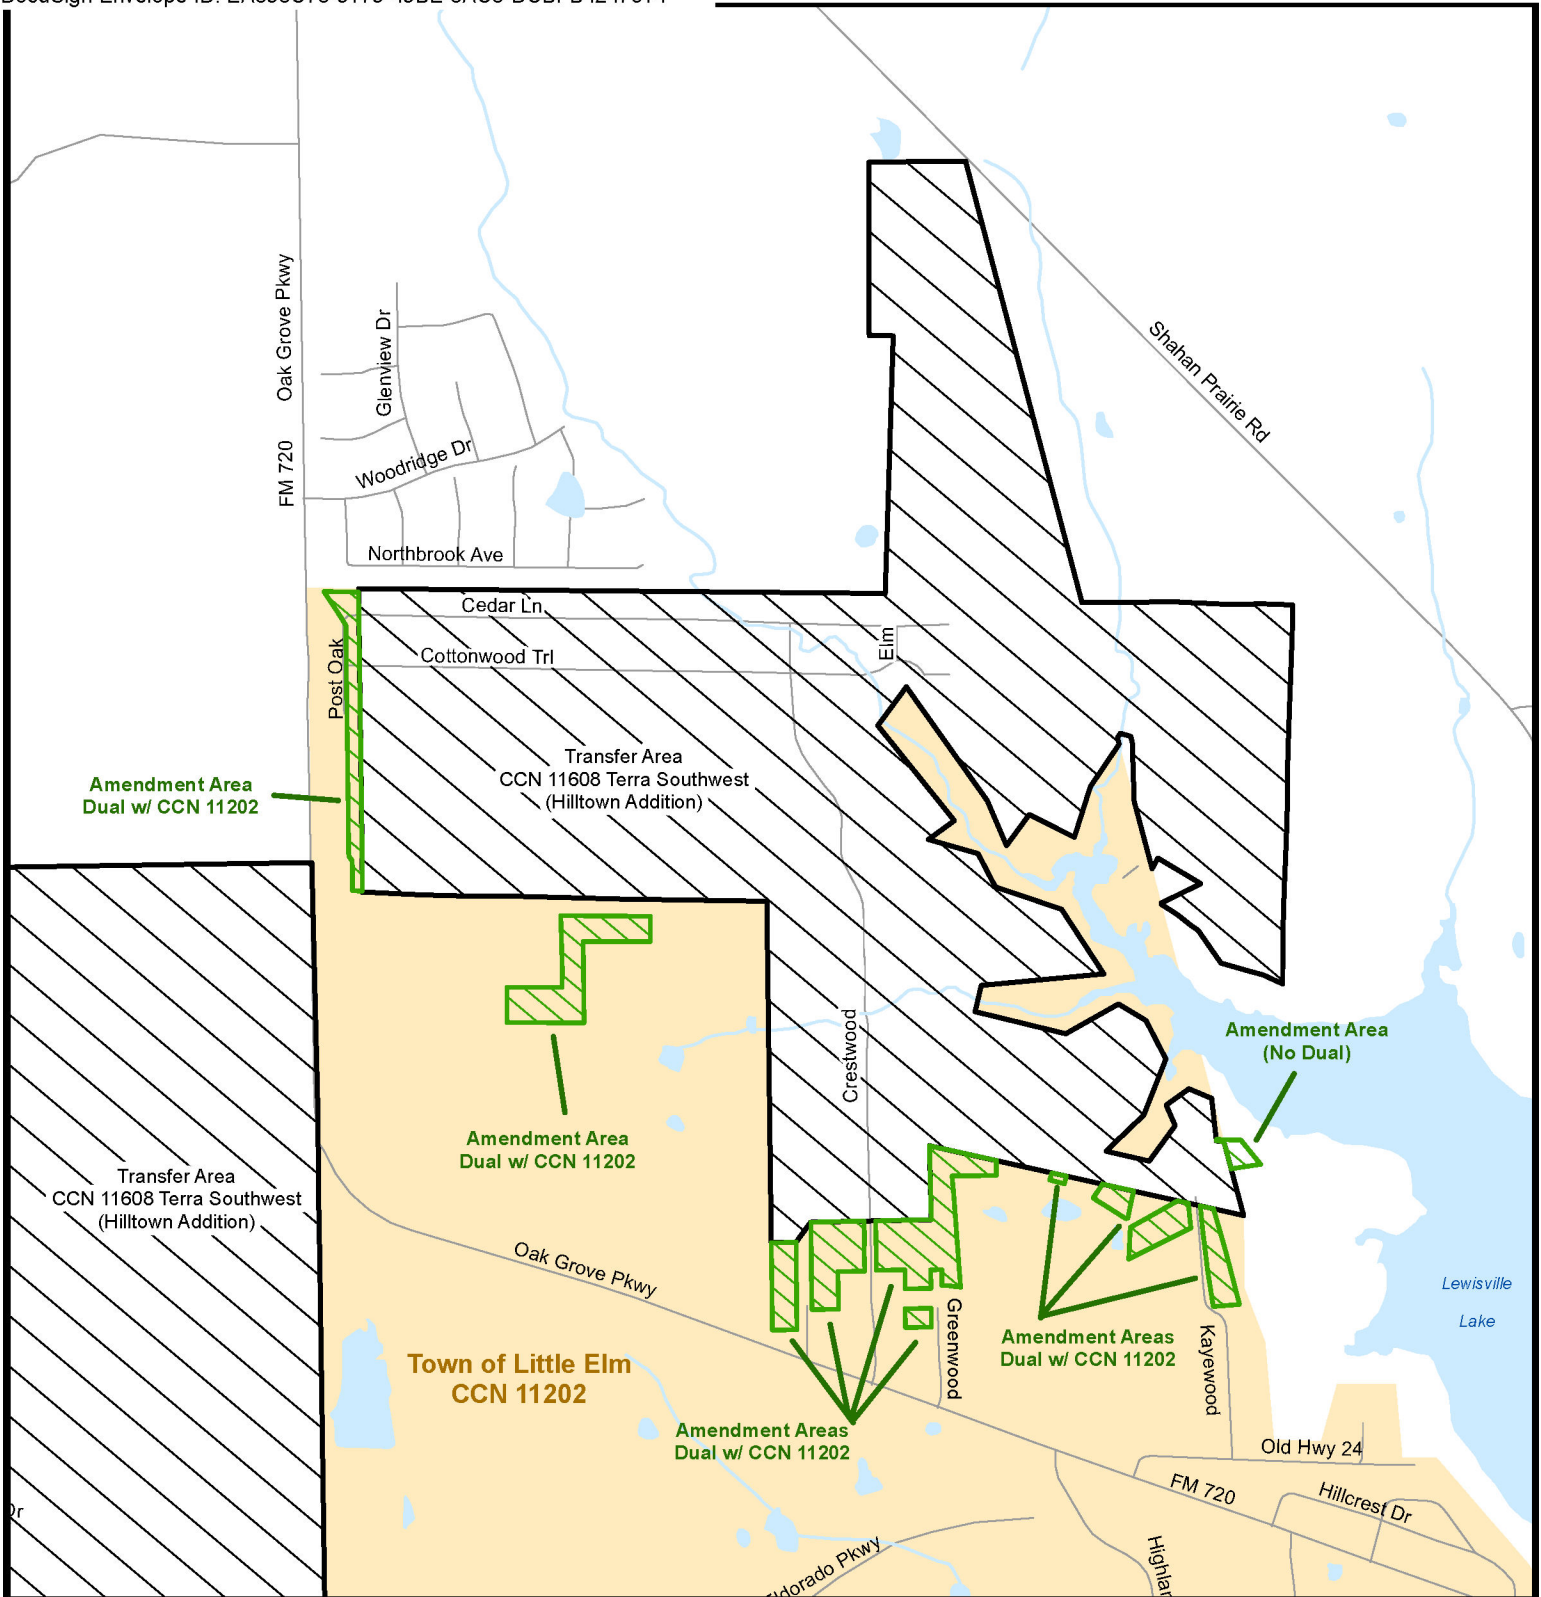 Oak Grove Pkwy
FM 720
Glenview Dr
Woodridge Dr
Northbrook Ave
Shahan Prairie Rd
Cedar Ln
Cottonwood Trl
Elm
Post Oak
Transfer Area
CCN 11608 Terra Southwest
(Hilltown Addition)
Amendment Area
Dual w/ CCN 11202
Crestwood
Amendment Area
(No Dual)
Amendment Area
Dual w/ CCN 11202
Transfer Area
CCN 11608 Terra Southwest
(Hilltown Addition)
Oak Grove Pkwy
Greenwood
Kayewood
Lewisville
Lake
Amendment Areas
Dual w/ CCN 11202
Town of Little Elm
CCN 11202
Amendment Areas
Dual w/ CCN 11202
Old Hwy 24
FM 720
Hillcrest Dr
Dr
Highlan
ldorado Pkwy